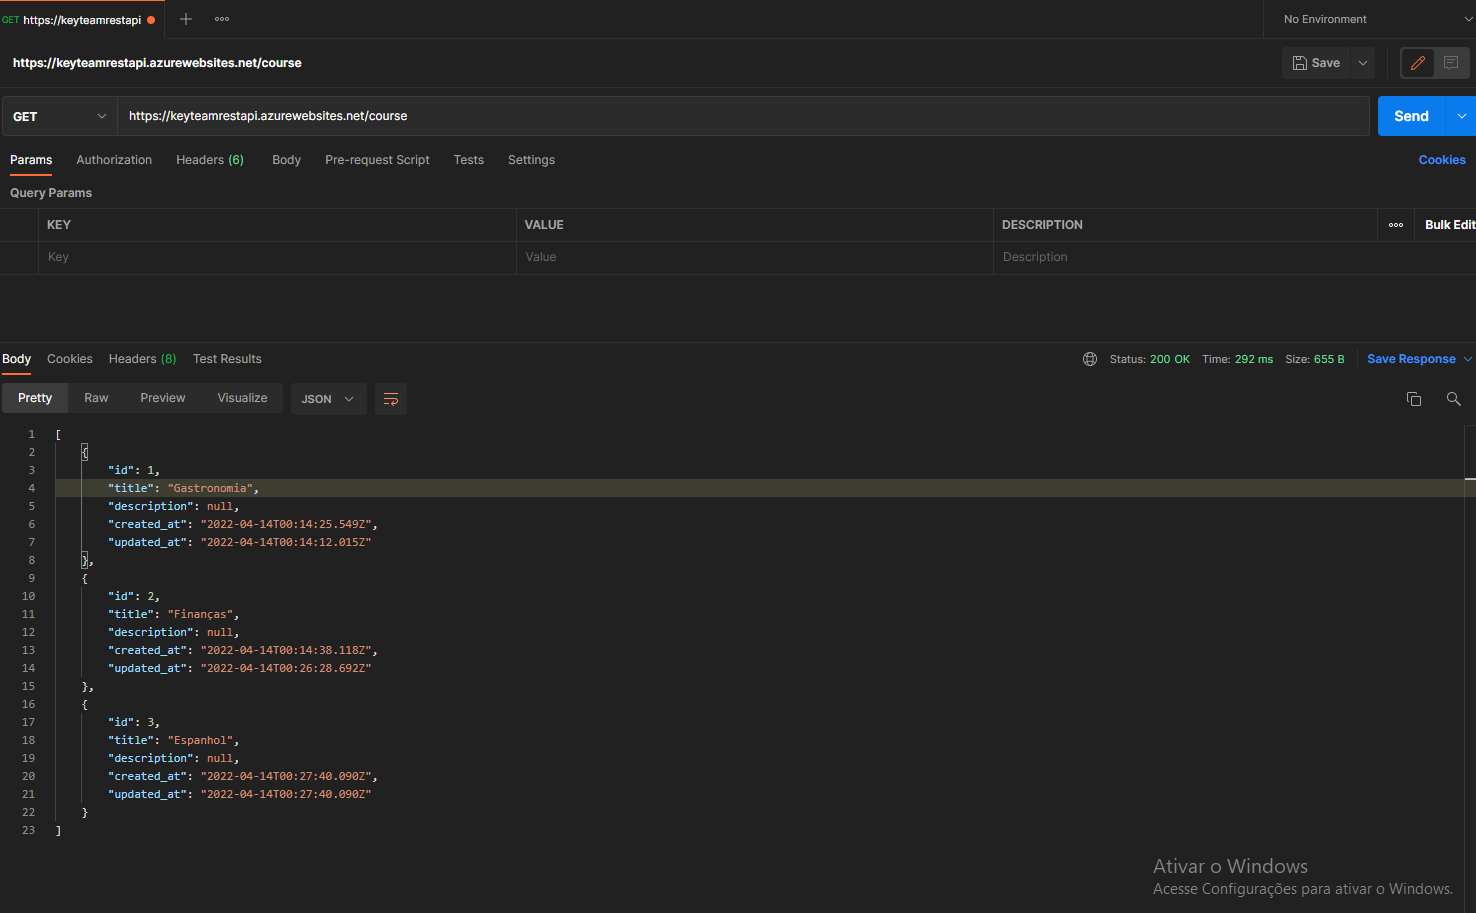 GET https://keyteamrestapi
No Environment
https://keyteamrestapi.azurewebsites.net/course
Save
GET
https://keyteamrestapi.azurewebsites.net/course
Send
Params Authorization Headers (6) Body Pre-request Script Tests Settings Cookies
Query Params
KEY VALUE DESCRIPTION Bulk Edit
Key Value Description
Body Cookies Headers (8) Test Results Status: 200 OK Time: 292 ms Size: 655 B Save Response
Pretty Raw Preview Visualize JSON
1 [
2 {
3 "id": 1,
4 "title": "Gastronomia",
5 "description": null,
6 "created_at": "2022-04-14T00:14:25.549Z",
7 "updated_at": "2022-04-14T00:14:12.015Z"
8 },
9 {
10 "id": 2,
11 "title": "Finanças",
12 "description": null,
13 "created_at": "2022-04-14T00:14:38.118Z",
14 "updated_at": "2022-04-14T00:26:28.692Z"
15 },
16 {
17 "id": 3,
18 "title": "Espanhol",
19 "description": null,
20 "created_at": "2022-04-14T00:27:40.090Z",
21 "updated_at": "2022-04-14T00:27:40.090Z"
22 }
23 ]
Ativar o Windows
Acesse Configurações para ativar o Windows.